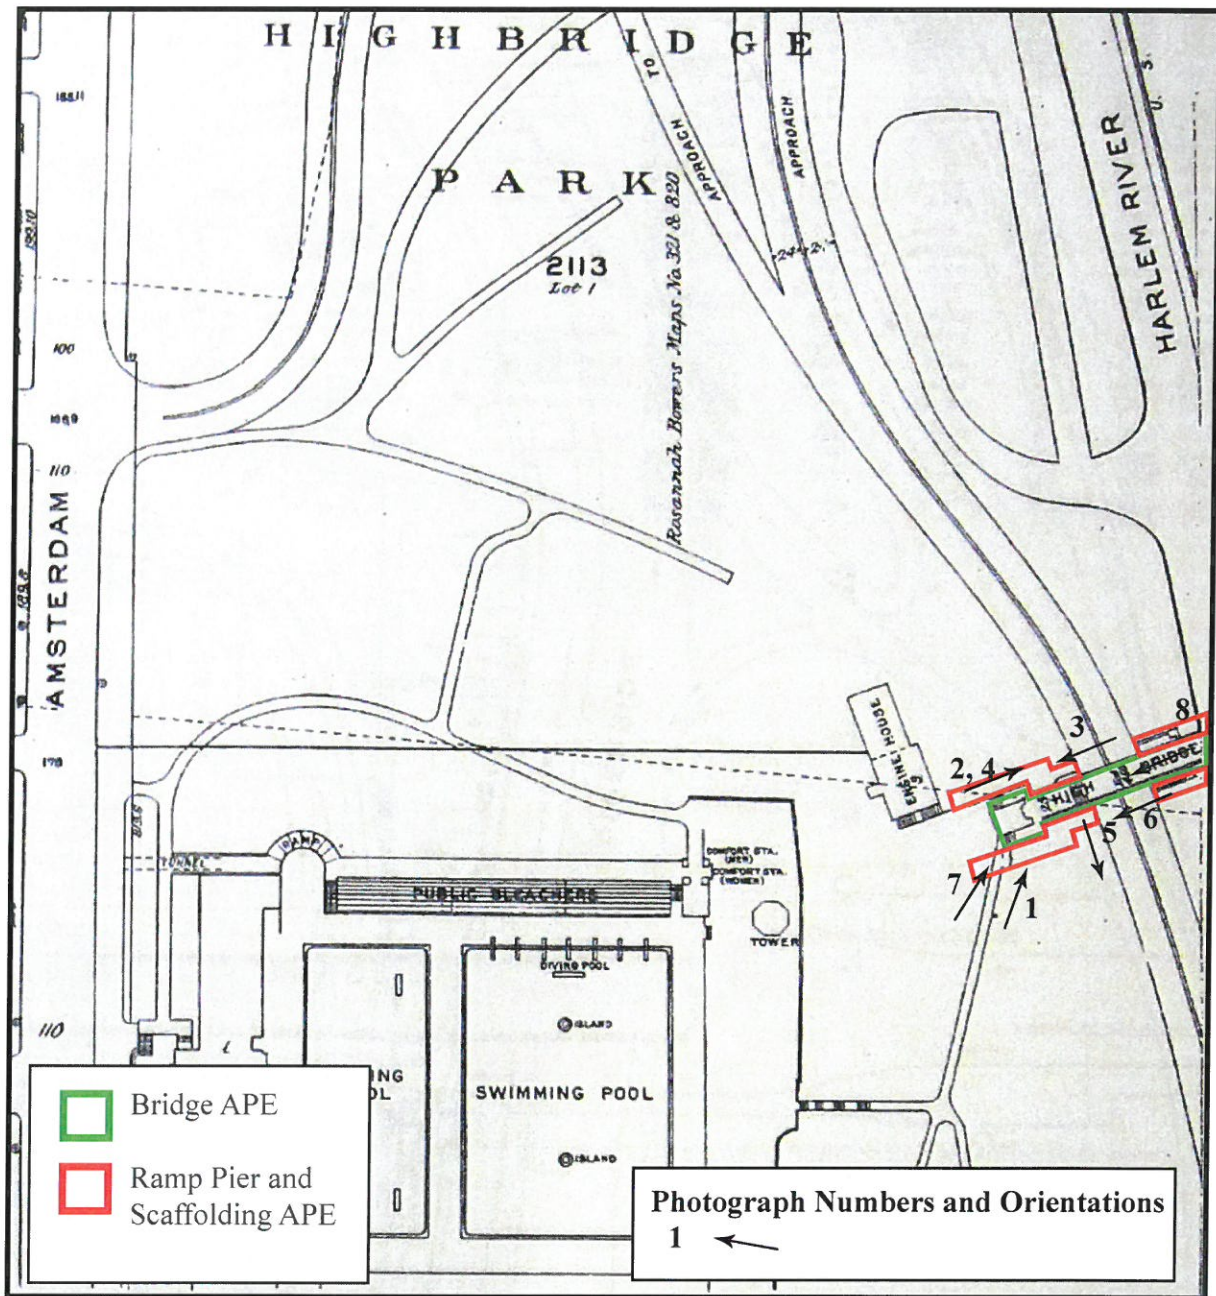 HIGHBRIDGE
PARK
TO
APPROACH
APPROACH
U. S.
HARLEM RIVER
Rosannah Bowers Maps No. 321 & 820
2113
Lot 1
100
110
AMSTERDAM
ENGINE HOUSE
2, 4
3
8
HIGH
BRIDGE
5
6
7
1
RAMP
TUNNEL
COMFORT STA.
(MEN)
COMFORT STA.
(WOMEN)
PUBLIC BLEACHERS
TOWER
DIVING POOL
ISLAND
110
SWIMMING POOL
ISLAND
Bridge APE
Ramp Pier and
Scaffolding APE
Photograph Numbers and Orientations
1